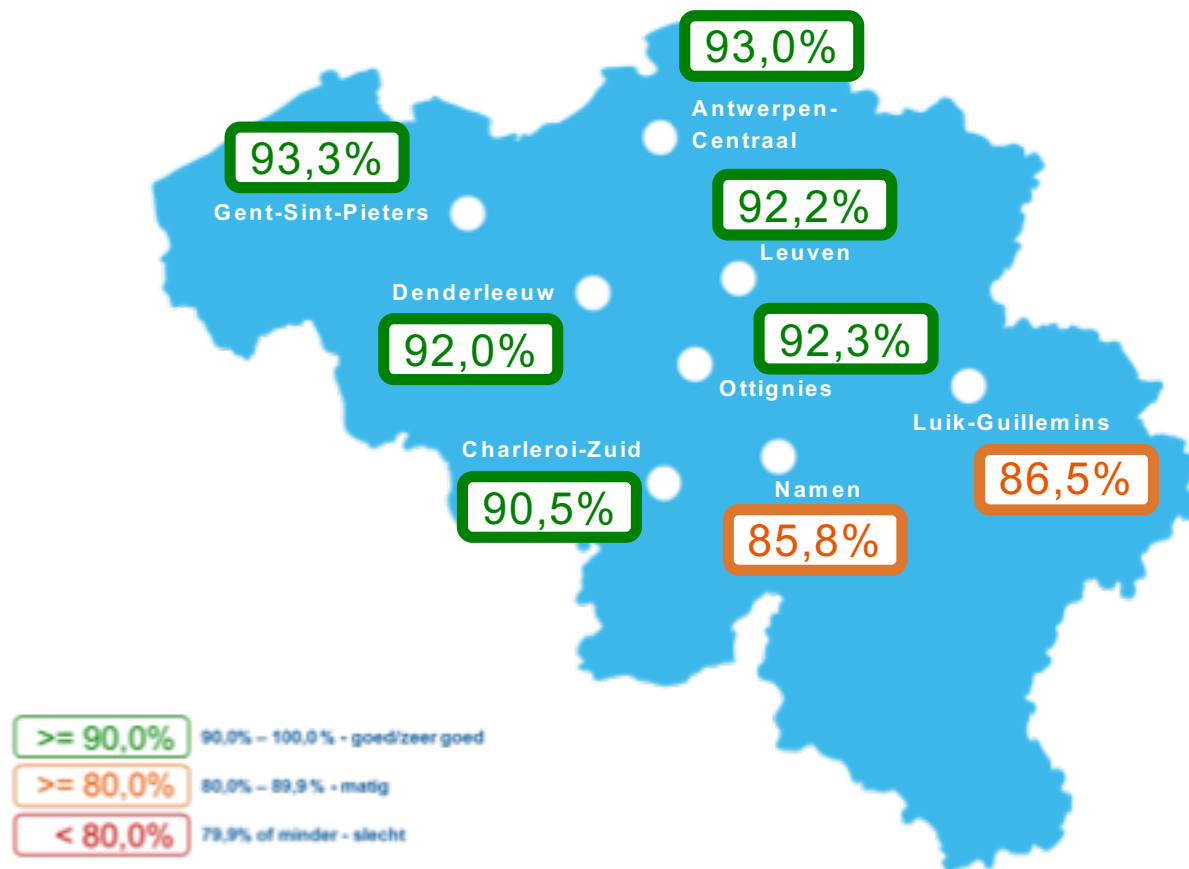 93,0%
Antwerpen-
Centraal
93,3%
Gent-Sint-Pieters
92,2%
Leuven
Denderleeuw
92,0%
92,3%
Ottignies
Luik-Guillemins
86,5%
Charleroi-Zuid
90,5%
Namen
85,8%
>= 90,0% 90,0% – 100,0 % - goed/zeer goed
>= 80,0% 80,0% – 89,9 % - matig
< 80,0% 79,9% of minder - slecht